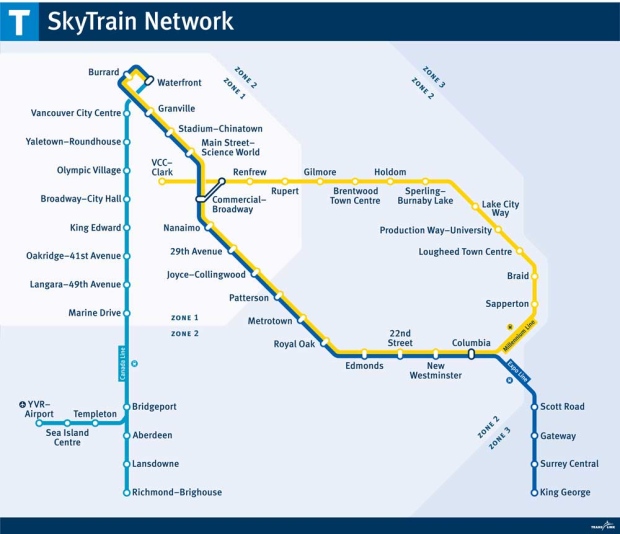 T SkyTrain Network
ZONE 3
ZONE 2
ZONE 2
ZONE 1
Burrard
Waterfront
Vancouver City Centre
Granville
Stadium–Chinatown
Main Street–
Science World
Yaletown–Roundhouse
VCC–
Clark
Renfrew
Rupert
Gilmore
Brentwood
Town Centre
Holdom
Sperling–
Burnaby Lake
Lake City
Way
Production Way–University
Lougheed Town Centre
Braid
Sapperton
Millennium Line
Olympic Village
Broadway–City Hall
Commercial–
Broadway
King Edward
Nanaimo
29th Avenue
Oakridge–41st Avenue
Joyce–Collingwood
Langara–49th Avenue
Patterson
Marine Drive
Metrotown
ZONE 1
ZONE 2
Royal Oak
Edmonds
22nd
Street
New
Westminster
Columbia
Expo Line
Canada Line
YVR–
Airport
Sea Island
Centre
Templeton
Bridgeport
Aberdeen
Lansdowne
Richmond–Brighouse
ZONE 2
ZONE 3
Scott Road
Gateway
Surrey Central
King George
TRANS LINK